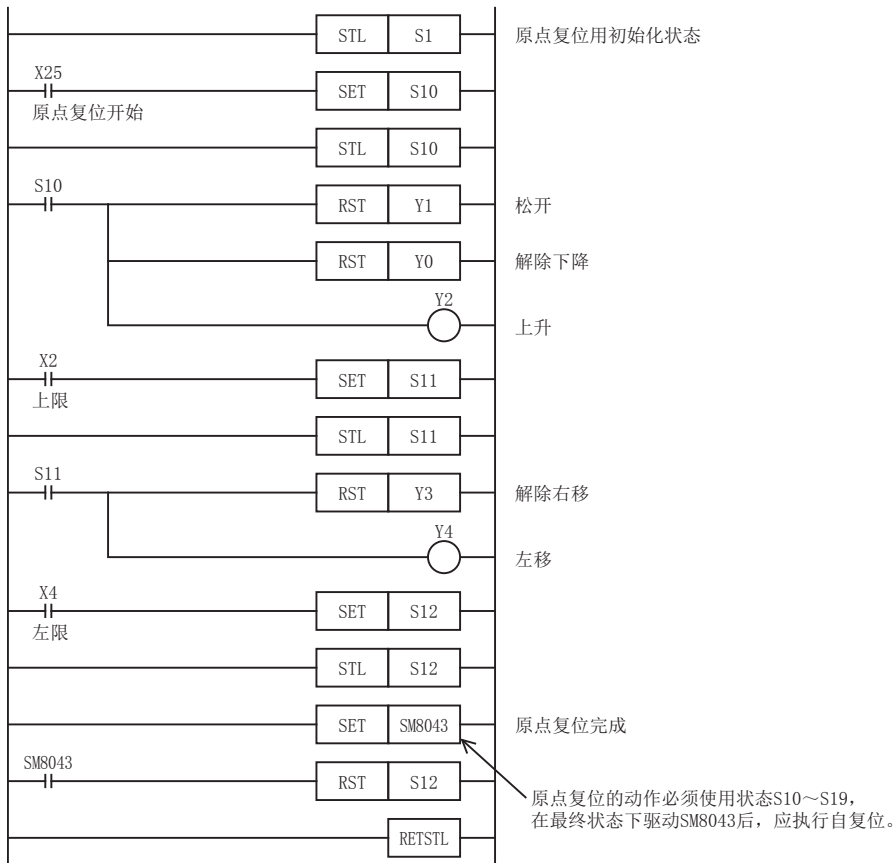 STL S1 原点复位用初始化状态
X25
SET S10
原点复位开始
STL S10
S10
RST Y1 松开
RST Y0 解除下降
Y2
上升
X2
SET S11
上限
STL S11
S11
RST Y3 解除右移
Y4
左移
X4
SET S12
左限
STL S12
SET SM8043 原点复位完成
SM8043
RST S12
原点复位的动作必须使用状态S10～S19，
在最终状态下驱动SM8043后，应执行自复位。
RETSTL